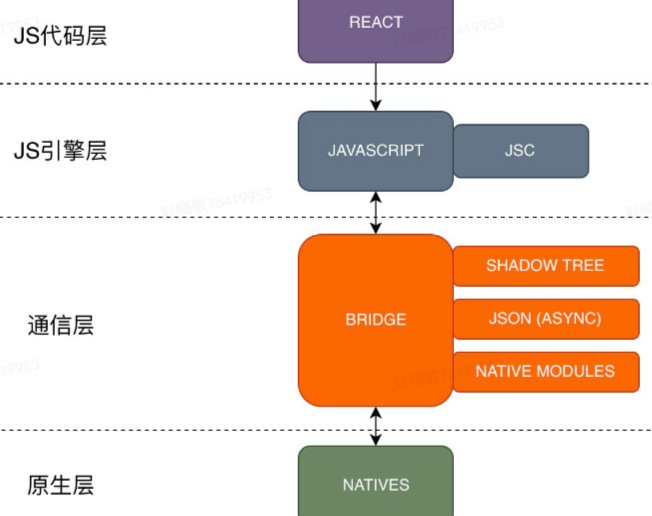 REACT
JS代码层
JS引擎层
JAVASCRIPT
JSC
SHADOW TREE
通信层
BRIDGE
JSON (ASYNC)
NATIVE MODULES
原生层
NATIVES